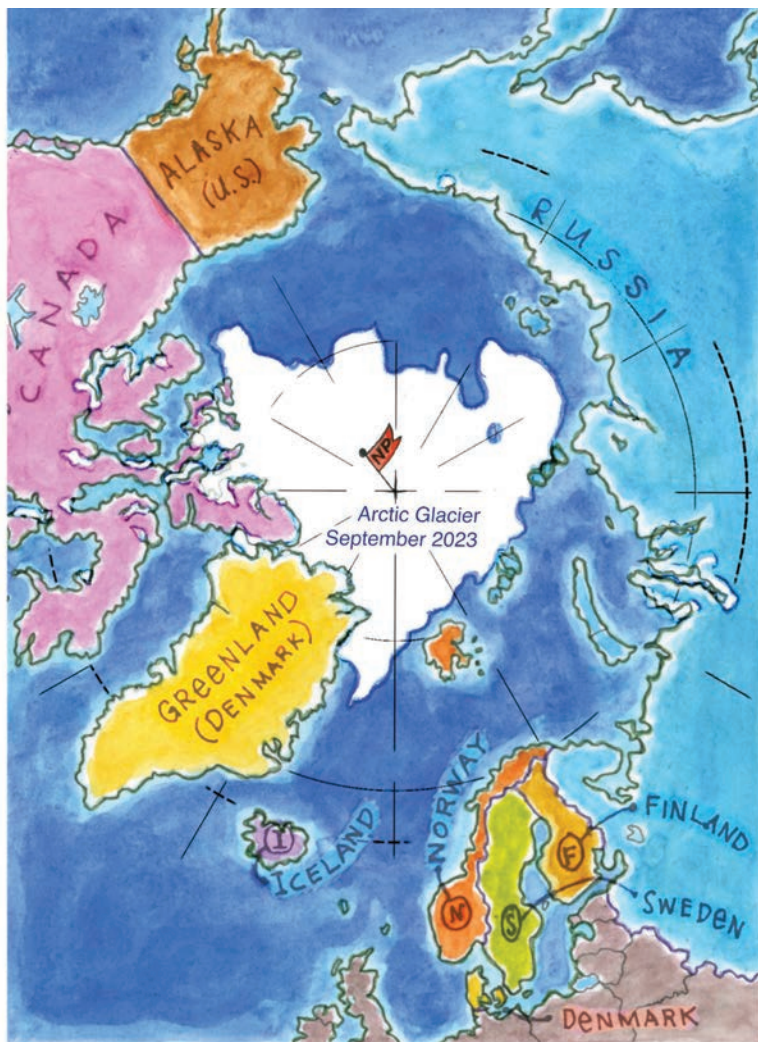 ALASKA
(U.S.)
CANADA
RUSSIA
NP
Arctic Glacier
September 2023
GREENLAND
(DENMARK)
I
ICELAND
NORWAY
N
S
F
FINLAND
SWEDEN
DENMARK